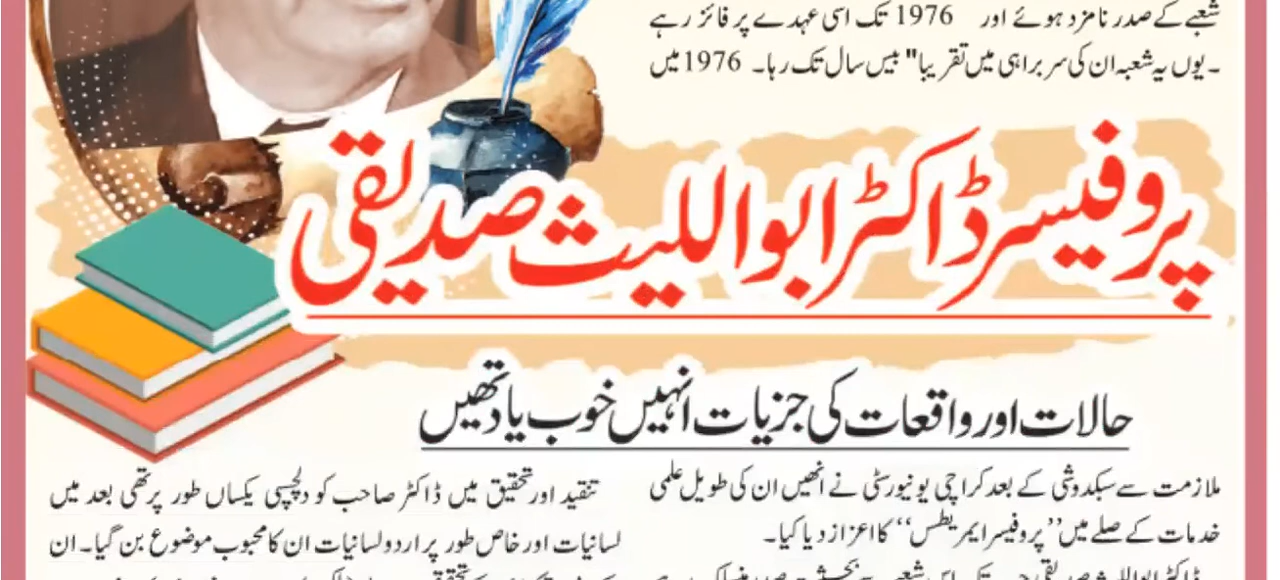 شعبے کے صدر نامزد ہوئے اور 1976 تک اسی عہدے پر فائز رہے
۔ یوں یہ شعبہ ان کی سربراہی میں تقریبا" بیس سال تک رہا۔ 1976 میں
پروفیسر ڈاکٹر ابواللیث صدیقی
حالات اور واقعات کی جزیات انہیں خوب یاد تھیں
ملازمت سے سبکدوشی کے بعد کراچی یونیورسٹی نے انھیں ان کی طویل علمی
خدمات کے صلے میں ’’پروفیسر ایمریطس‘‘ کا اعزاز دیا گیا۔
ڈاکٹر ابواللیث صدیقی
تنقید اور تحقیق میں ڈاکٹر صاحب کو دلچسپی یکساں طور پر تھی بعد میں
لسانیات اور خاص طور پر اردو لسانیات ان کا محبوب موضوع بن گیا۔ ان